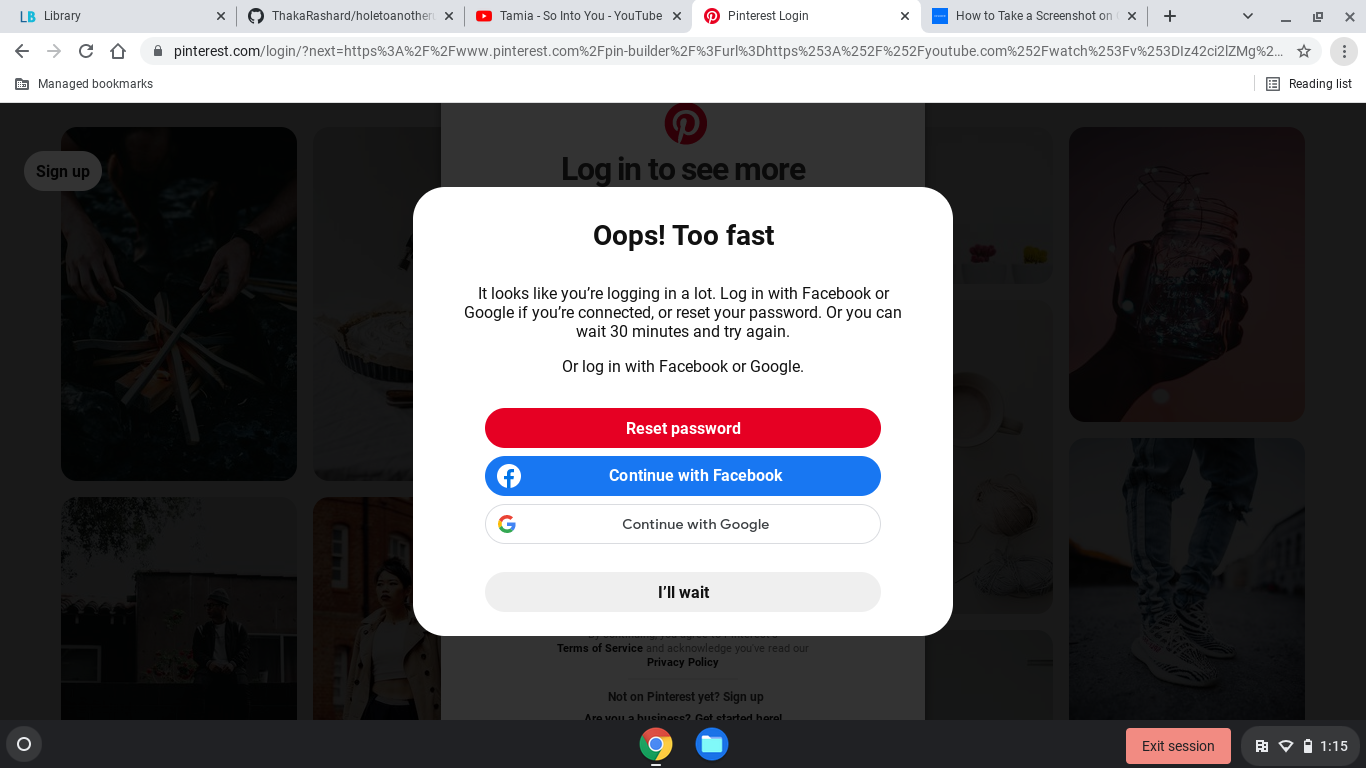 Library
ThakaRashard/holetoanother
Tamia - So Into You - YouTube
Pinterest Login
How to Take a Screenshot on
pinterest.com/login/?next=https%3A%2F%2Fwww.pinterest.com%2Fpin-builder%2F%3Furl%3Dhttps%253A%252F%252Fyoutube.com%252Fwatch%253Fv%253DIz42ci2lZMg%2...
Managed bookmarks
Reading list
Sign up
Log in to see more
Oops! Too fast
It looks like you’re logging in a lot. Log in with Facebook or
Google if you’re connected, or reset your password. Or you can
wait 30 minutes and try again.
Or log in with Facebook or Google.
Reset password
Continue with Facebook
Continue with Google
I’ll wait
By continuing, you agree to Pinterest's
Terms of Service and acknowledge you've read our
Privacy Policy
Not on Pinterest yet? Sign up
Are you a business? Get started here!
Exit session
1:15